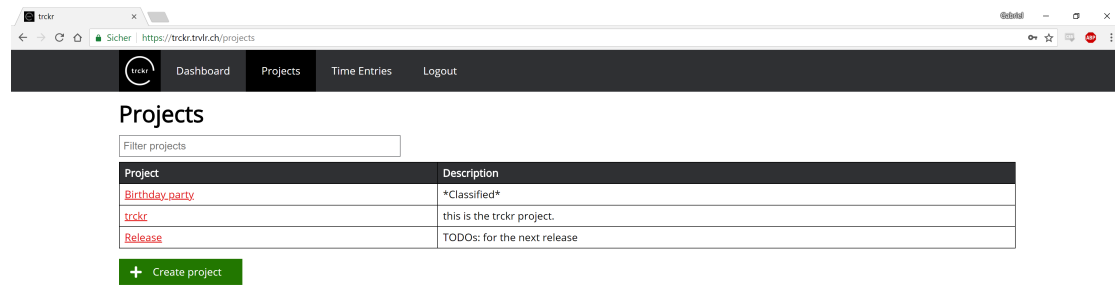 trckr
Gabriel
Sicher https://trckr.trvlr.ch/projects
ABP
trckr Dashboard Projects Time Entries Logout
Projects
Filter projects
Project Description
Birthday party *Classified*
trckr this is the trckr project.
Release TODOs: for the next release
Create project